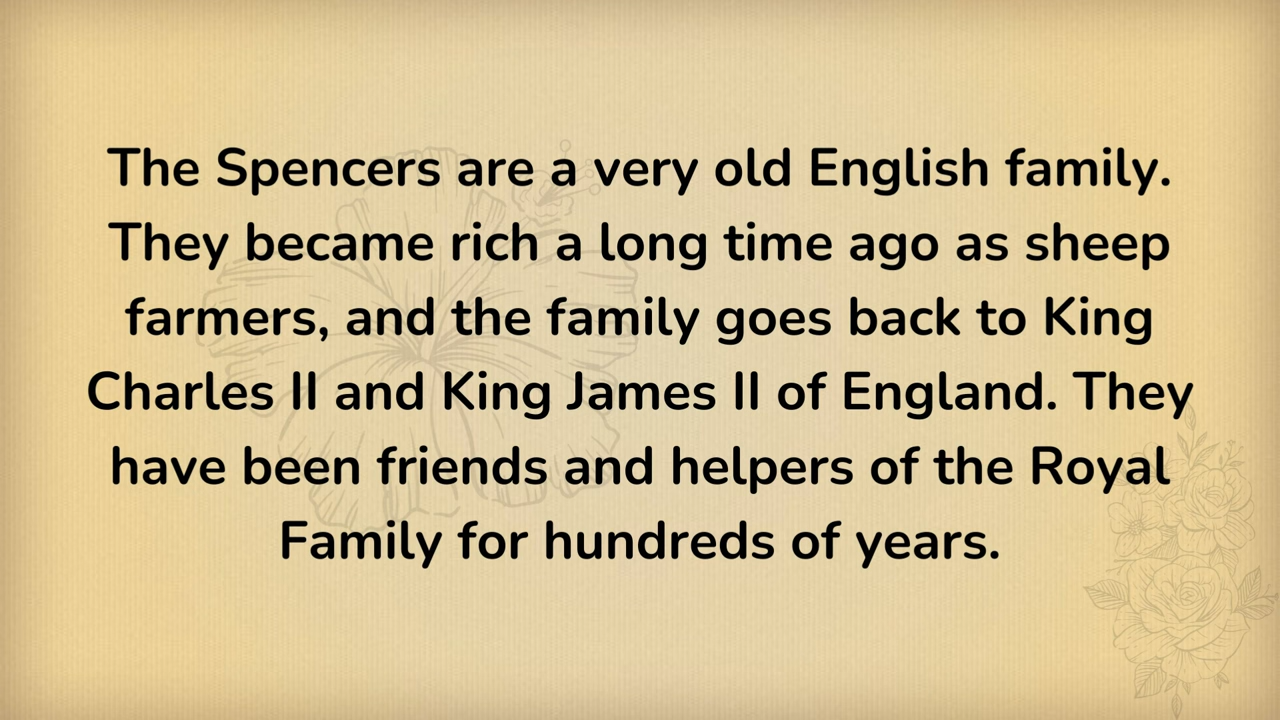 The Spencers are a very old English family.
They became rich a long time ago as sheep
farmers, and the family goes back to King
Charles II and King James II of England. They
have been friends and helpers of the Royal
Family for hundreds of years.